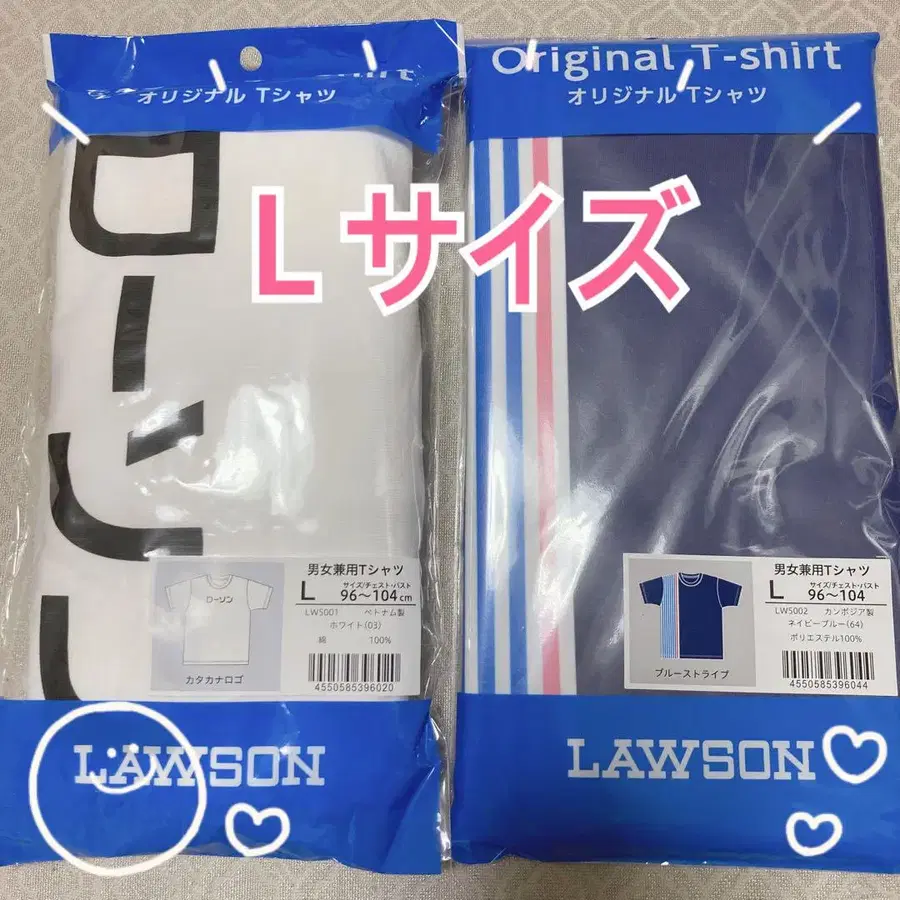 shirt
オリジナル Tシャツ
Original T-shirt
オリジナル Tシャツ
Lサイズ
ローソン
男女兼用Tシャツ
L サイズ/チェスト・バスト
96〜104cm
LWS001 ベトナム製
ホワイト(03)
綿 100%
ローソン
カタカナロゴ
4550585396020
LAWSON
男女兼用Tシャツ
L サイズ/チェスト・バスト
96〜104cm
LWS002 カンボジア製
ネイビーブルー(64)
ポリエステル100%
ブルーストライプ
4550585396044
LAWSON